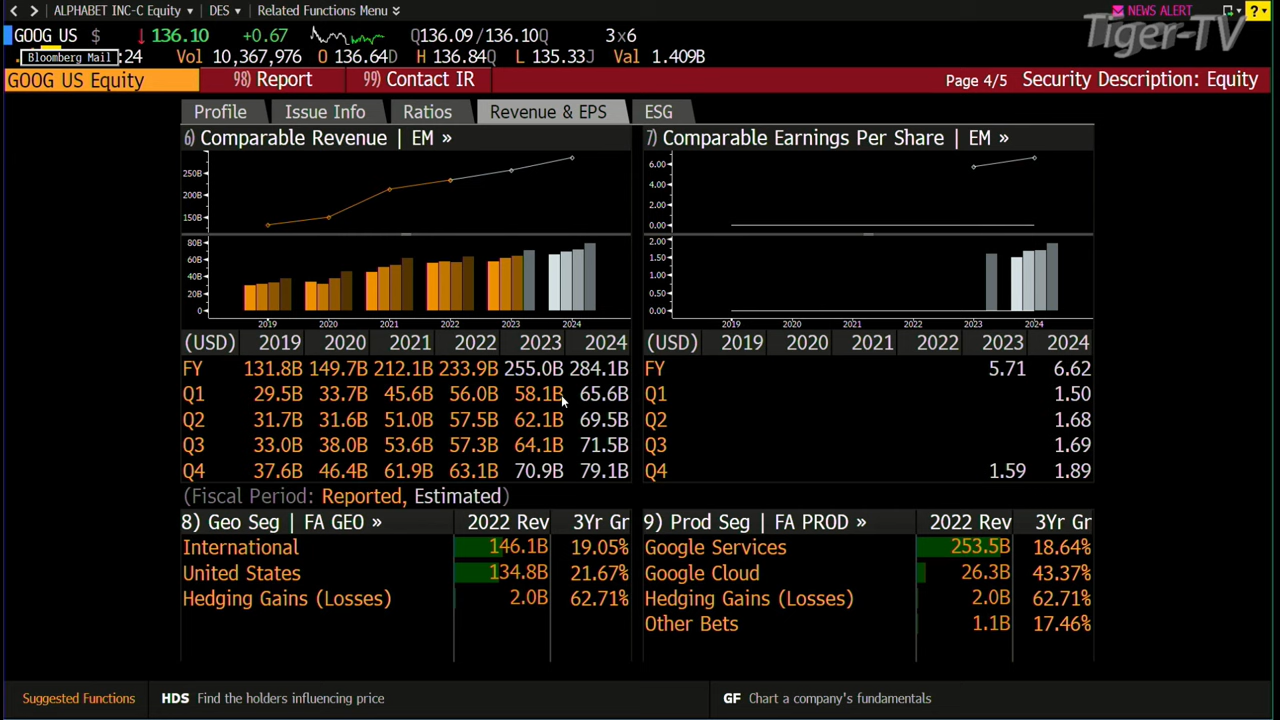 ALPHABET INC-C Equity DES Related Functions Menu NEWS ALERT ?
GOOG US $ 136.10 +0.67 Q136.09/136.10Q 3x6 Tiger-TV
Bloomberg Mail :24 Vol 10,367,976 O 136.64D H 136.84Q L 135.33J Val 1.409B
GOOG US Equity 98) Report 99) Contact IR Page 4/5 Security Description: Equity
Profile Issue Info Ratios Revenue & EPS ESG
6) Comparable Revenue | EM » 7) Comparable Earnings Per Share | EM »
250B 6.00
200B 4.00
150B 2.00
0.00
80B 2.00
60B 1.50
40B 1.00
20B 0.50
0 0.00
2019 2020 2021 2022 2023 2024 2019 2020 2021 2022 2023 2024
(USD) 2019 2020 2021 2022 2023 2024 (USD) 2019 2020 2021 2022 2023 2024
FY 131.8B 149.7B 212.1B 233.9B 255.0B 284.1B FY 5.71 6.62
Q1 29.5B 33.7B 45.6B 56.0B 58.1B 65.6B Q1 1.50
Q2 31.7B 31.6B 51.0B 57.5B 62.1B 69.5B Q2 1.68
Q3 33.0B 38.0B 53.6B 57.3B 64.1B 71.5B Q3 1.69
Q4 37.6B 46.4B 61.9B 63.1B 70.9B 79.1B Q4 1.59 1.89
(Fiscal Period: Reported, Estimated)
8) Geo Seg | FA GEO » 2022 Rev 3Yr Gr 9) Prod Seg | FA PROD » 2022 Rev 3Yr Gr
International 146.1B 19.05% Google Services 253.5B 18.64%
United States 134.8B 21.67% Google Cloud 26.3B 43.37%
Hedging Gains (Losses) 2.0B 62.71% Hedging Gains (Losses) 2.0B 62.71%
Other Bets 1.1B 17.46%
Suggested Functions HDS Find the holders influencing price GF Chart a company's fundamentals